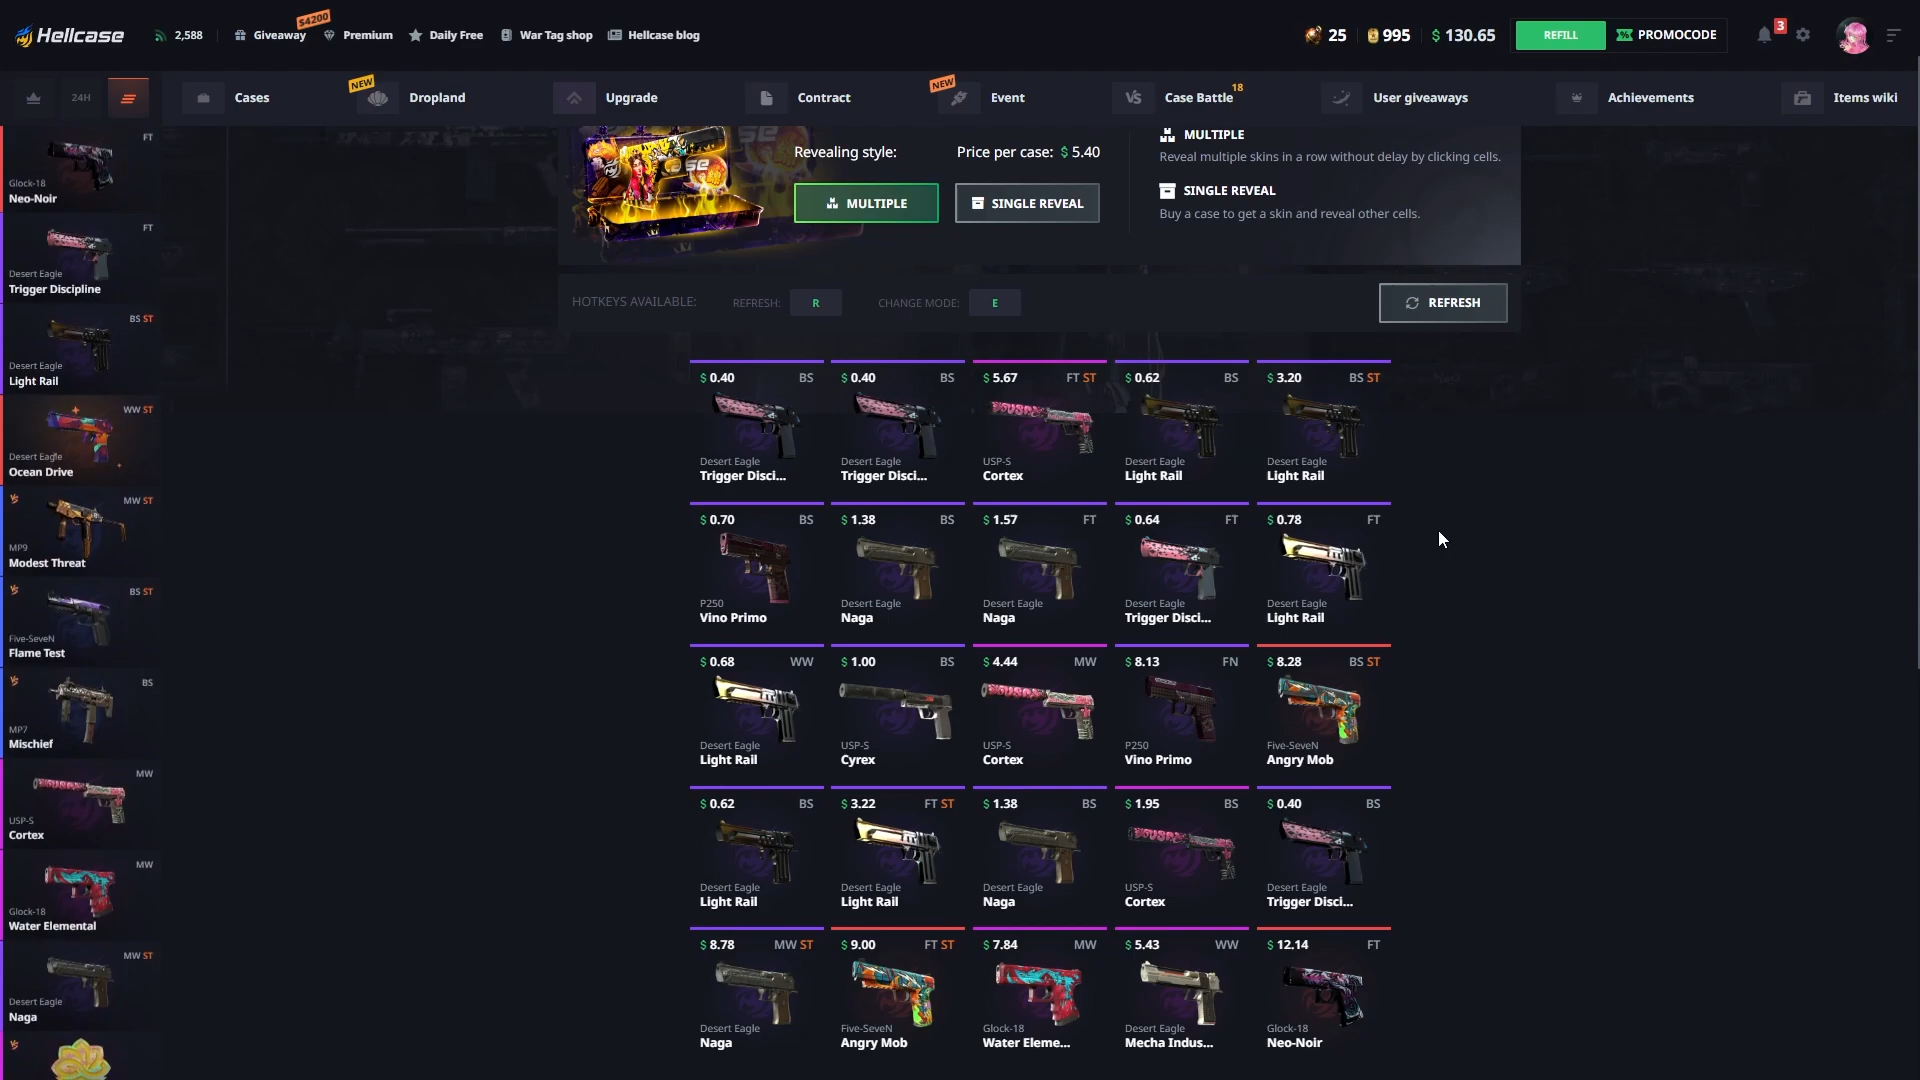 Hellcase 2,588 Giveaway $4200 Premium Daily Free War Tag shop Hellcase blog 25 995 $ 130.65 REFILL PROMOCODE 3
24H Cases NEW Dropland Upgrade Contract NEW Event VS Case Battle 18 User giveaways Achievements Items wiki
FT
Glock-18
Neo-Noir
FT
Desert Eagle
Trigger Discipline
BS ST
Desert Eagle
Light Rail
WW ST
Desert Eagle
Ocean Drive
MW ST
MP9
Modest Threat
BS ST
Five-SeveN
Flame Test
BS
MP7
Mischief
MW
USP-S
Cortex
MW
Glock-18
Water Elemental
MW ST
Desert Eagle
Naga
Revealing style: Price per case: $ 5.40
MULTIPLE SINGLE REVEAL
MULTIPLE
Reveal multiple skins in a row without delay by clicking cells.
SINGLE REVEAL
Buy a case to get a skin and reveal other cells.
HOTKEYS AVAILABLE: REFRESH: R CHANGE MODE: E REFRESH
$ 0.40 BS $ 0.40 BS $ 5.67 FT ST $ 0.62 BS $ 3.20 BS ST
Desert Eagle Desert Eagle USP-S Desert Eagle Desert Eagle
Trigger Disci... Trigger Disci... Cortex Light Rail Light Rail
$ 0.70 BS $ 1.38 BS $ 1.57 FT $ 0.64 FT $ 0.78 FT
P250 Desert Eagle Desert Eagle Desert Eagle Desert Eagle
Vino Primo Naga Naga Trigger Disci... Light Rail
$ 0.68 WW $ 1.00 BS $ 4.44 MW $ 8.13 FN $ 8.28 BS ST
Desert Eagle USP-S USP-S P250 Five-SeveN
Light Rail Cyrex Cortex Vino Primo Angry Mob
$ 0.62 BS $ 3.22 FT ST $ 1.38 BS $ 1.95 BS $ 0.40 BS
Desert Eagle Desert Eagle Desert Eagle USP-S Desert Eagle
Light Rail Light Rail Naga Cortex Trigger Disci...
$ 8.78 MW ST $ 9.00 FT ST $ 7.84 MW $ 5.43 WW $ 12.14 FT
Desert Eagle Five-SeveN Glock-18 Desert Eagle Glock-18
Naga Angry Mob Water Eleme... Mecha Indus... Neo-Noir